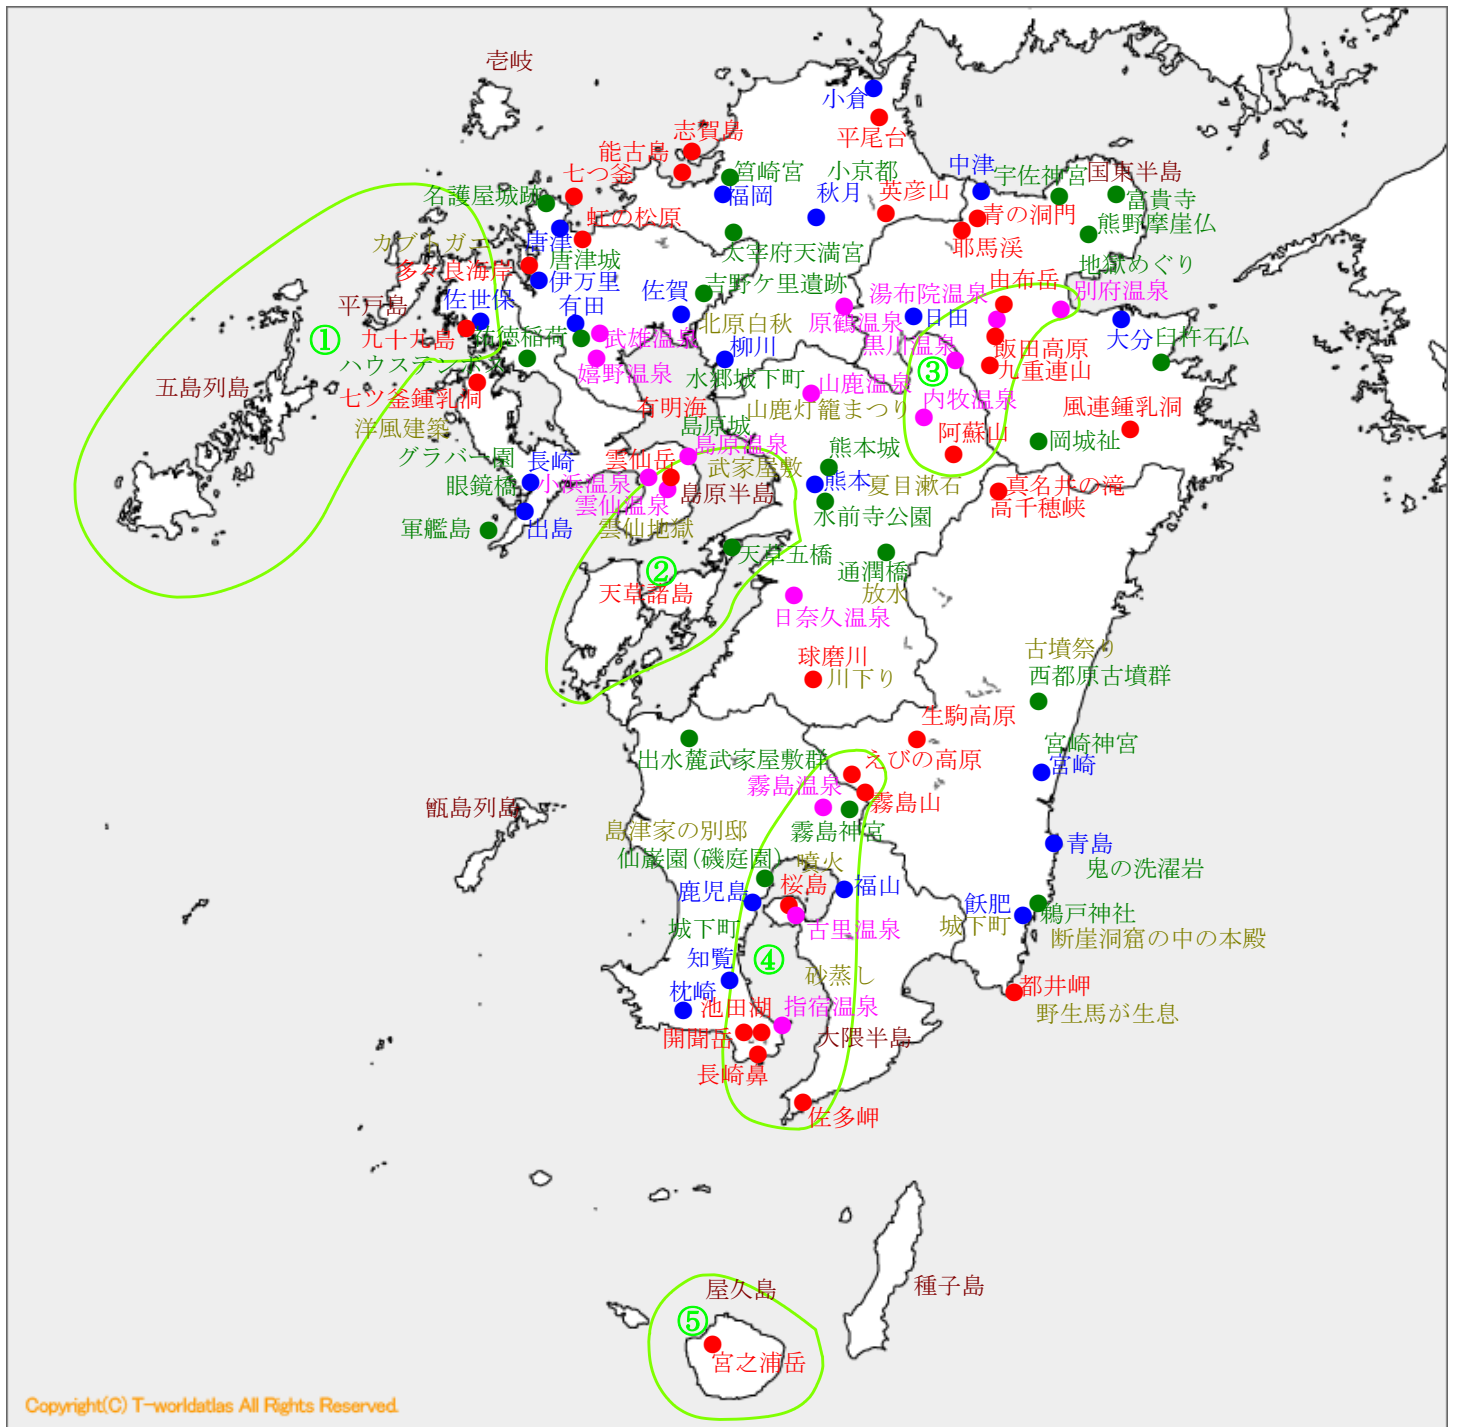 壱岐
小倉
平尾台
志賀島
能古島
七つ釜
筥崎宮
福岡
小京都
秋月
英彦山
中津
宇佐神宮
国東半島
富貴寺
熊野摩崖仏
青の洞門
耶馬渓
名護屋城跡
虹の松原
唐津
唐津城
太宰府天満宮
地獄めぐり
カブトガニ
多々良海岸
伊万里
吉野ケ里遺跡
由布岳
湯布院温泉
別府温泉
平戸島
佐世保
有田
佐賀
北原白秋
原鶴温泉
日田
大分
九十九島
祐徳稲荷
武雄温泉
柳川
黒川温泉
飯田高原
臼杵石仏
①
ハウステンボス
嬉野温泉
水郷城下町
山鹿温泉
③
九重連山
五島列島
七ツ釜鍾乳洞
有明海
山鹿灯籠まつり
内牧温泉
風連鍾乳洞
洋風建築
島原城
阿蘇山
岡城祉
グラバー園
長崎
島原温泉
熊本城
雲仙岳
武家屋敷
眼鏡橋
小浜温泉
島原半島
熊本
夏目漱石
真名井の滝
雲仙温泉
高千穂峡
軍艦島
出島
雲仙地獄
水前寺公園
天草五橋
通潤橋
②
天草諸島
放水
日奈久温泉
球磨川
川下り
古墳祭り
西都原古墳群
生駒高原
宮崎神宮
出水麓武家屋敷群
えびの高原
宮崎
霧島温泉
霧島山
甑島列島
島津家の別邸
霧島神宮
青島
仙巌園(磯庭園)
噴火
鬼の洗濯岩
鹿児島
桜島
福山
飫肥
鵜戸神社
城下町
古里温泉
城下町
断崖洞窟の中の本殿
知覧
④
砂蒸し
枕崎
池田湖
指宿温泉
都井岬
野生馬が生息
開聞岳
大隈半島
長崎鼻
佐多岬
屋久島
種子島
⑤
宮之浦岳
Copyright(C) T-worldatlas All Rights Reserved.